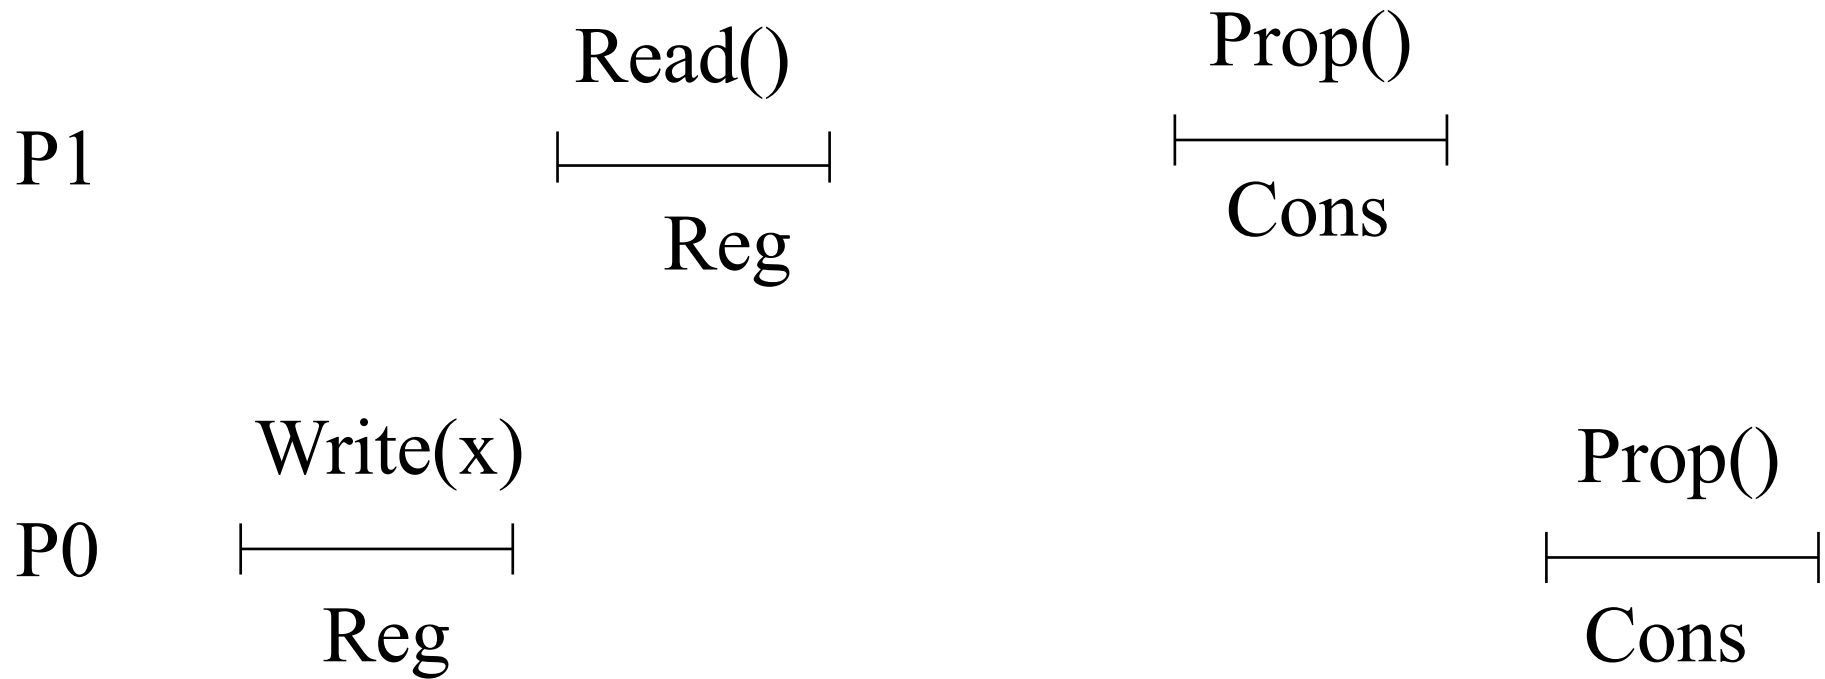 Read() Prop()
P1
Reg Cons
Write(x) Prop()
P0
Reg Cons